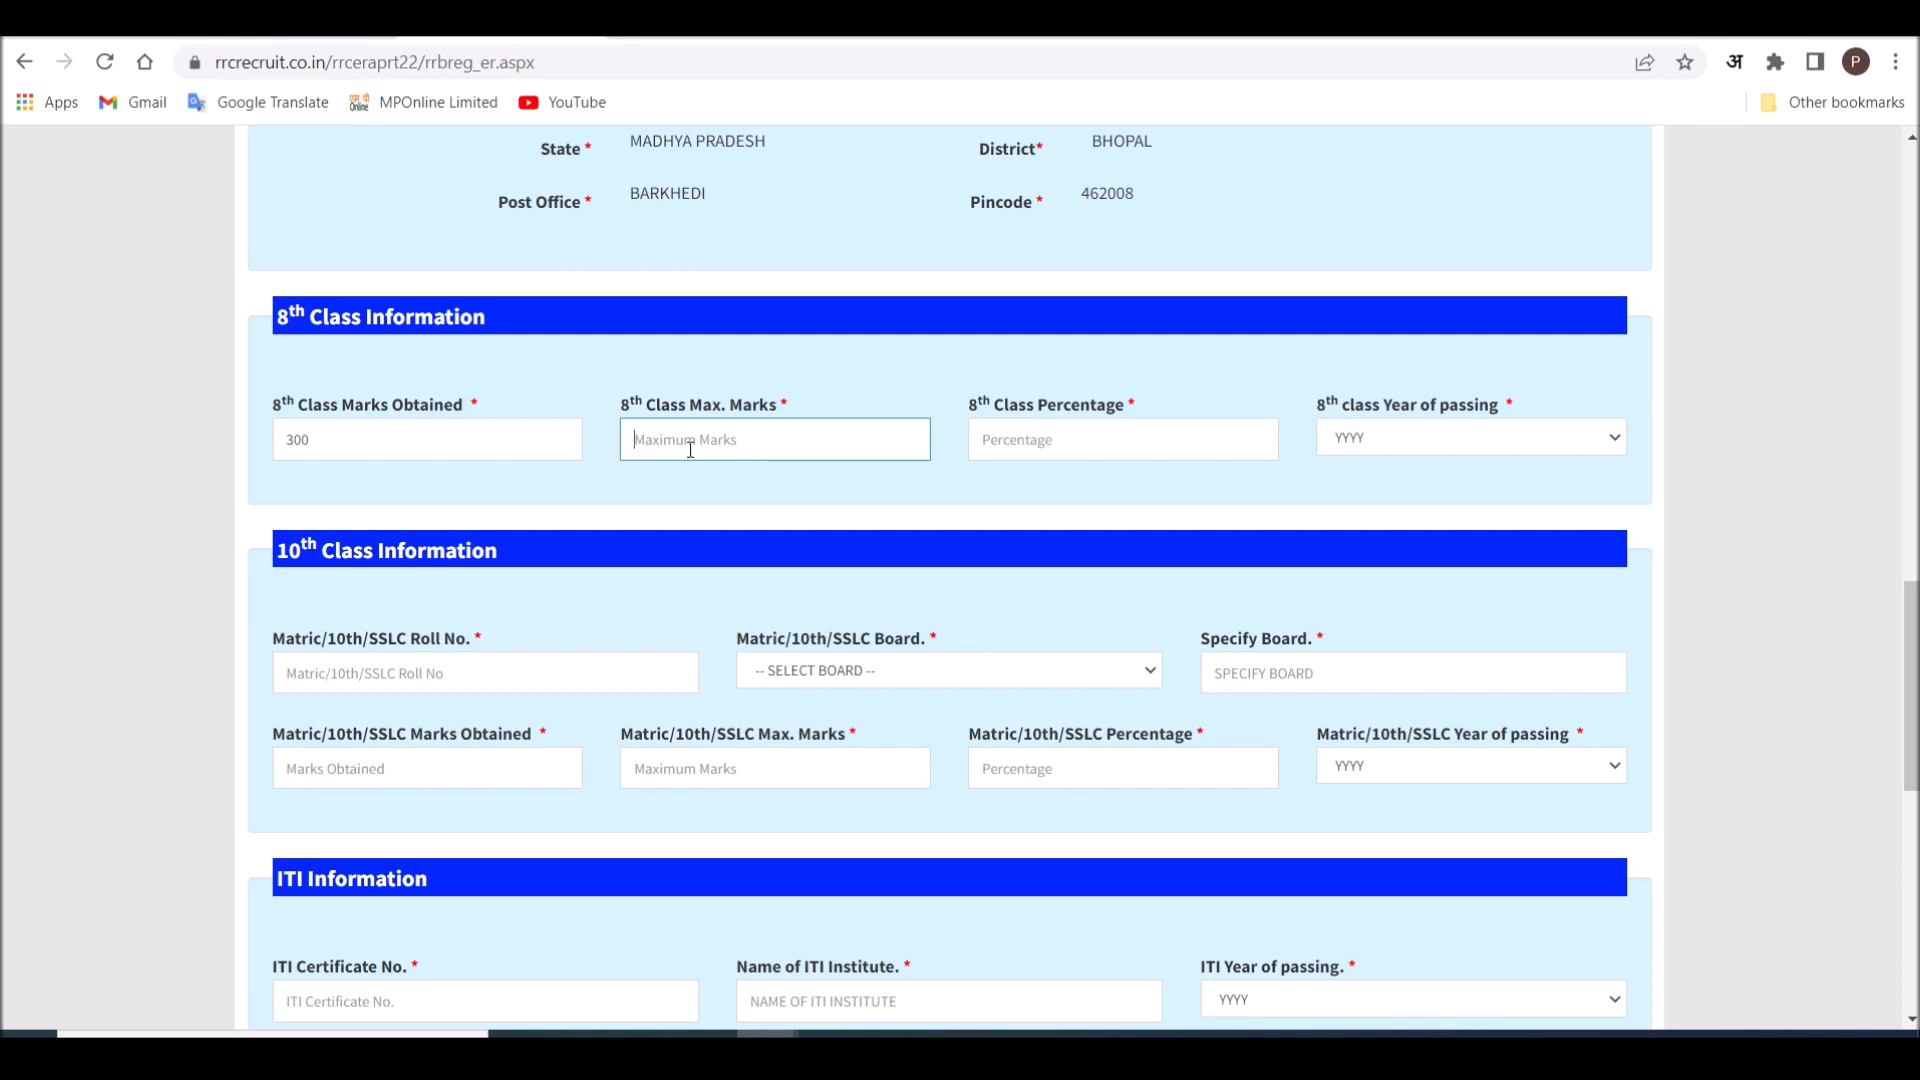 rrcrecruit.co.in/rrceraprt22/rrbreg_er.aspx
अ P
Apps Gmail Google Translate MPOnline Limited YouTube Other bookmarks
State * MADHYA PRADESH District* BHOPAL
Post Office * BARKHEDI Pincode * 462008
8th Class Information
8th Class Marks Obtained * 8th Class Max. Marks * 8th Class Percentage * 8th class Year of passing *
300 Maximum Marks Percentage YYYY
10th Class Information
Matric/10th/SSLC Roll No. * Matric/10th/SSLC Board. * Specify Board. *
Matric/10th/SSLC Roll No -- SELECT BOARD -- SPECIFY BOARD
Matric/10th/SSLC Marks Obtained * Matric/10th/SSLC Max. Marks * Matric/10th/SSLC Percentage * Matric/10th/SSLC Year of passing *
Marks Obtained Maximum Marks Percentage YYYY
ITI Information
ITI Certificate No. * Name of ITI Institute. * ITI Year of passing. *
ITI Certificate No. NAME OF ITI INSTITUTE YYYY